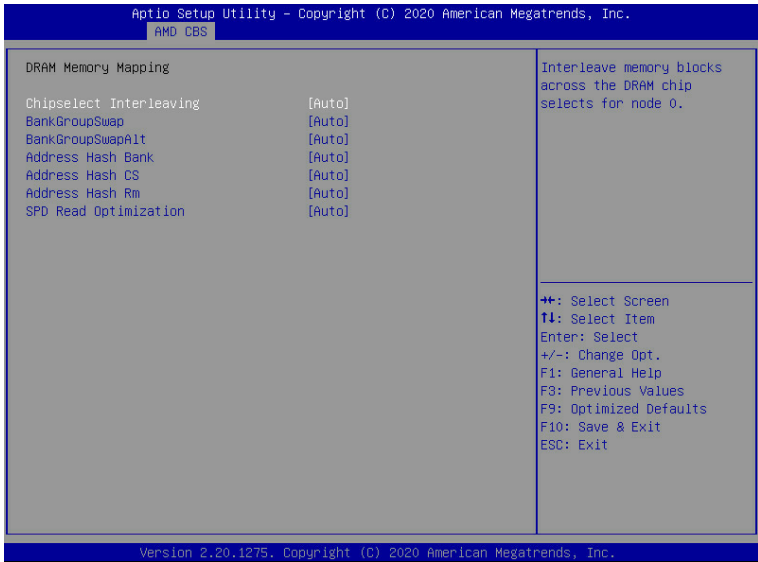 Aptio Setup Utility – Copyright (C) 2020 American Megatrends, Inc.
AMD CBS
DRAM Memory Mapping
Chipselect Interleaving [Auto]
BankGroupSwap [Auto]
BankGroupSwapAlt [Auto]
Address Hash Bank [Auto]
Address Hash CS [Auto]
Address Hash Rm [Auto]
SPD Read Optimization [Auto]
Interleave memory blocks
across the DRAM chip
selects for node 0.
→←: Select Screen
↑↓: Select Item
Enter: Select
+/-: Change Opt.
F1: General Help
F3: Previous Values
F9: Optimized Defaults
F10: Save & Exit
ESC: Exit
Version 2.20.1275. Copyright (C) 2020 American Megatrends, Inc.